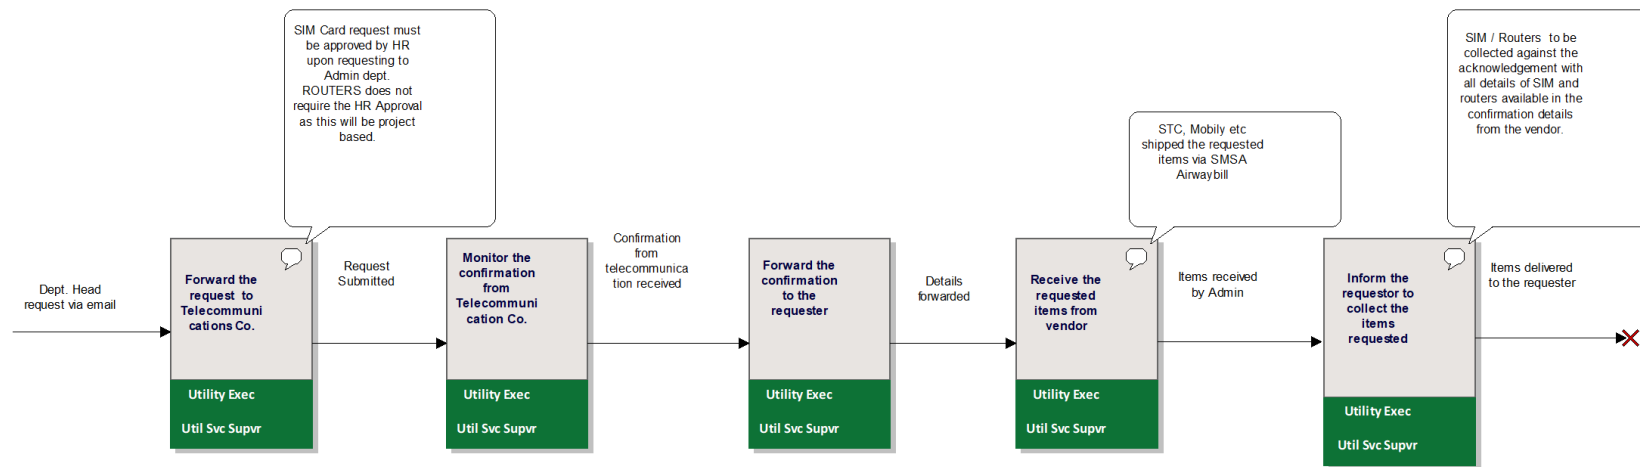 SIM Card request must
be approved by HR
upon requesting to
Admin dept.
ROUTERS does not
require the HR Approval
as this will be project
based.
SIM / Routers to be
collected against the
acknowledgement with
all details of SIM and
routers available in the
confirmation details
from the vendor.
STC, Mobily etc
shipped the requested
items via SMSA
Airwaybill
Dept. Head
request via email
Forward the
request to
Telecommuni
cations Co.
Utility Exec
Util Svc Supvr
Request
Submitted
Monitor the
confirmation
from
Telecommuni
cation Co.
Utility Exec
Util Svc Supvr
Confirmation
from
telecommunica
tion received
Forward the
confirmation
to the
requester
Utility Exec
Util Svc Supvr
Details
forwarded
Receive the
requested
items from
vendor
Utility Exec
Util Svc Supvr
Items received
by Admin
Inform the
requestor to
collect the
items
requested
Utility Exec
Util Svc Supvr
Items delivered
to the requester